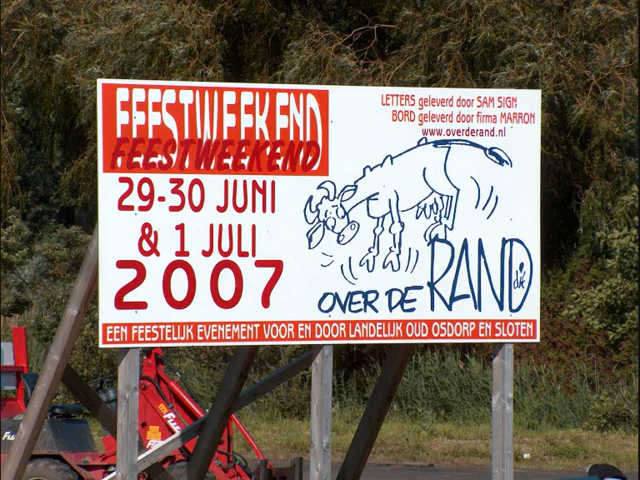 FEESTWEEKEND
FEESTWEEKEND
29-30 JUNI
& 1 JULI
2007
LETTERS geleverd door SAM SIGN
BORD geleverd door firma MARRON
www.overderand.nl
OVER DE RAND
EEN FEESTELIJK EVENEMENT VOOR EN DOOR LANDELIJK OUD OSDORP EN SLOTEN